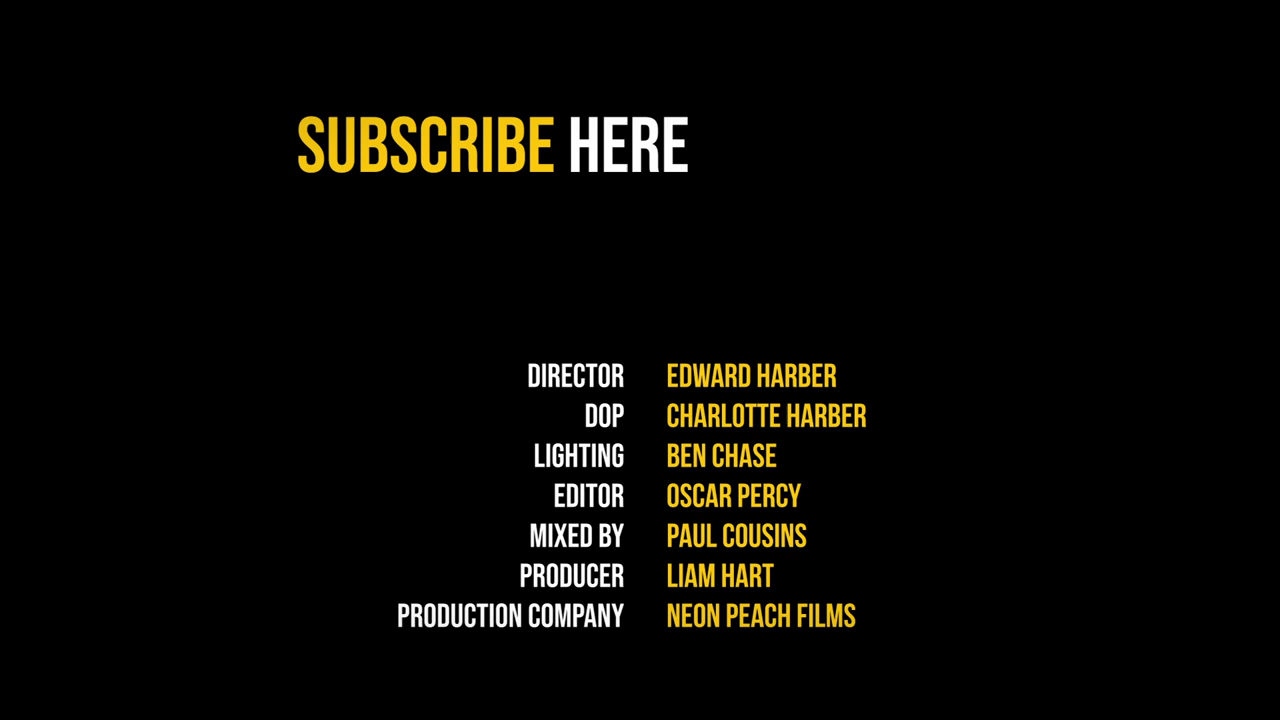 SUBSCRIBE HERE
DIRECTOR EDWARD HARBER
DOP CHARLOTTE HARBER
LIGHTING BEN CHASE
EDITOR OSCAR PERCY
MIXED BY PAUL COUSINS
PRODUCER LIAM HART
PRODUCTION COMPANY NEON PEACH FILMS